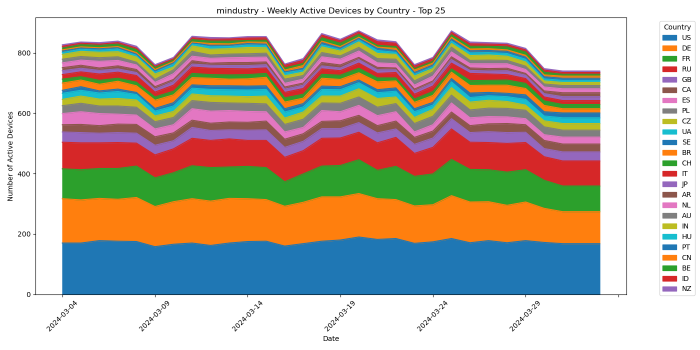 mindustry - Weekly Active Devices by Country - Top 25
Number of Active Devices
800
600
400
200
0
2024-03-04
2024-03-09
2024-03-14
2024-03-19
2024-03-24
2024-03-29
Date
Country
US
DE
FR
RU
GB
CA
ES
PL
CZ
UA
SE
BR
CH
IT
JP
AR
NL
AU
IN
HU
PT
CN
BE
ID
NZ